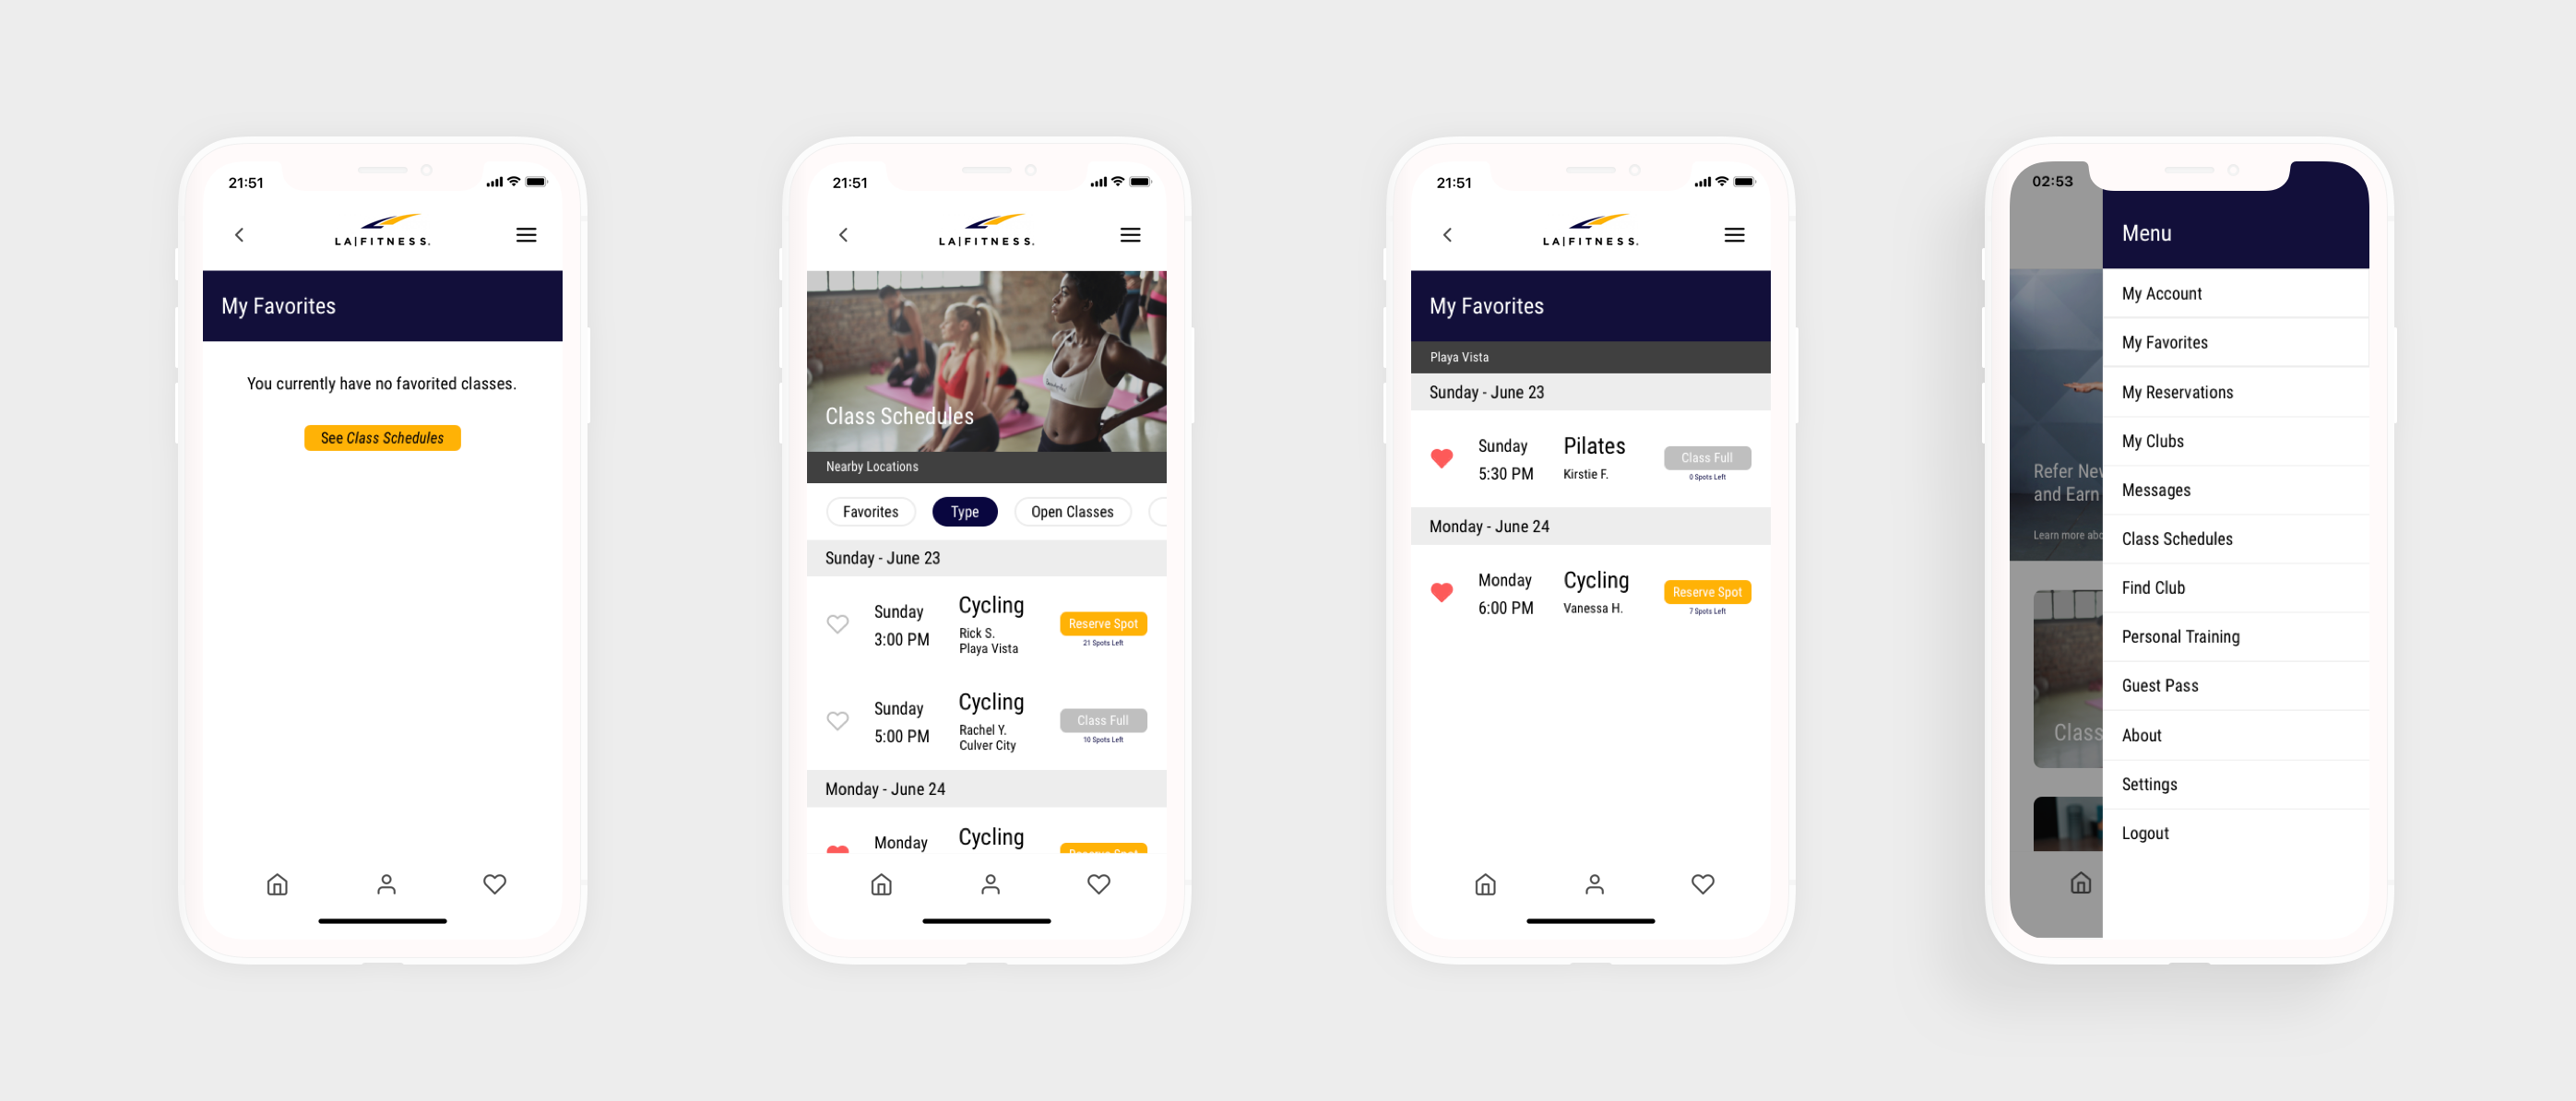 21:51
LA|FITNESS.
My Favorites
You currently have no favorited classes.
See Class Schedules
21:51
LA|FITNESS.
Class Schedules
Nearby Locations
Favorites
Type
Open Classes
Sunday - June 23
Sunday
3:00 PM
Cycling
Rick S.
Playa Vista
Reserve Spot
21 Spots Left
Sunday
5:00 PM
Cycling
Rachel Y.
Culver City
Class Full
10 Spots Left
Monday - June 24
Monday
Cycling
Reserve Spot
21:51
LA|FITNESS.
My Favorites
Playa Vista
Sunday - June 23
Sunday
5:30 PM
Pilates
Kirstie F.
Class Full
0 Spots Left
Monday - June 24
Monday
6:00 PM
Cycling
Vanessa H.
Reserve Spot
7 Spots Left
02:53
Refer Ne
and Earn
Learn more abo
Class
Menu
My Account
My Favorites
My Reservations
My Clubs
Messages
Class Schedules
Find Club
Personal Training
Guest Pass
About
Settings
Logout